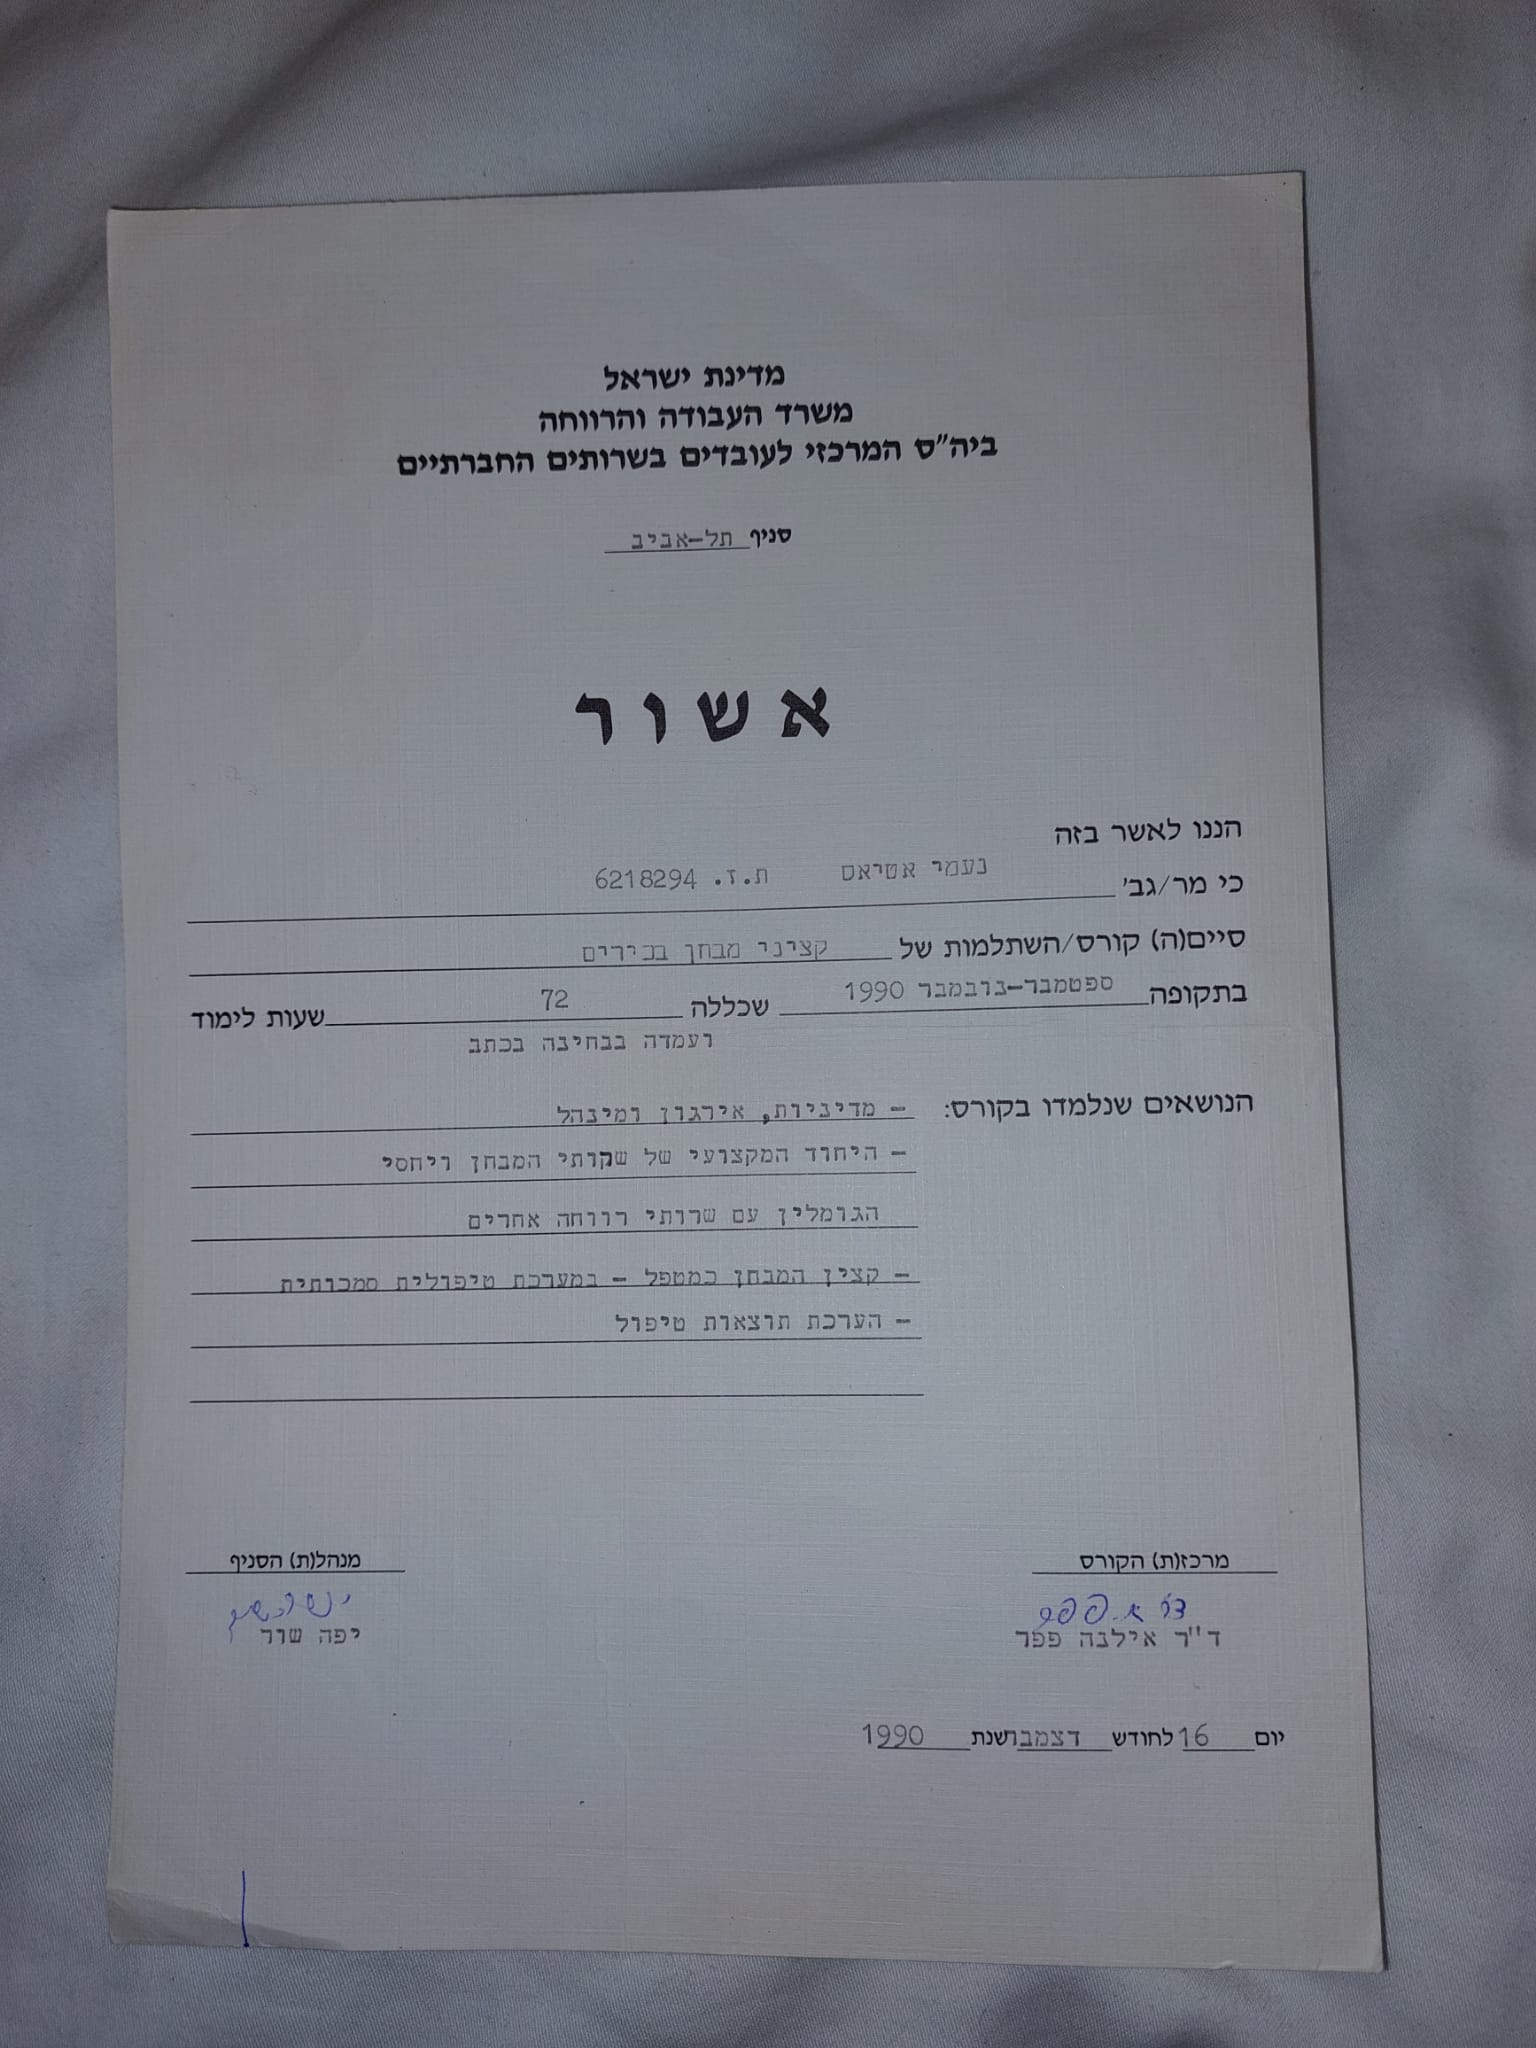 מדינת ישראל
משרד העבודה והרווחה
ביה"ס המרכזי לעובדים בשרותים החברתיים
סניף תל-אביב
אשור
הננו לאשר בזה
כי מר/גב' נעמי אטיאס ת.ז. 6218294
סיים(ה) קורס/השתלמות של קציני מבחן בכירים
בתקופה ספטמבר-נובמבר 1990 שכללה 72 שעות לימוד
ועמדה בבחינה בכתב
הנושאים שנלמדו בקורס: - מדיניות, אירגון ומינהל
- היחוד המקצועי של שרותי המבחן ויחסי
הגומלין עם שרותי רווחה אחרים
- קצין המבחן כמטפל - במערכת טיפולית סמכותית
- הערכת תוצאות טיפול
מרכז(ת) הקורס מנהל(ת) הסניף
ד"ר א. פפר
ד"ר אילנה פפר יפה שור
יום 16 לחודש דצמבר שנת 1990